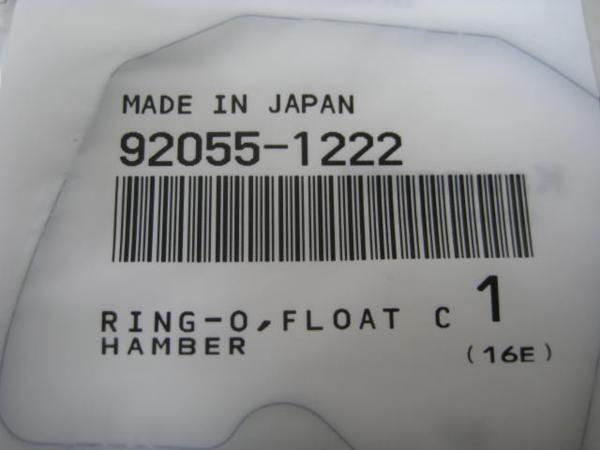 MADE IN JAPAN
92055-1222
RING-O,FLOAT C 1
HAMBER (16E)